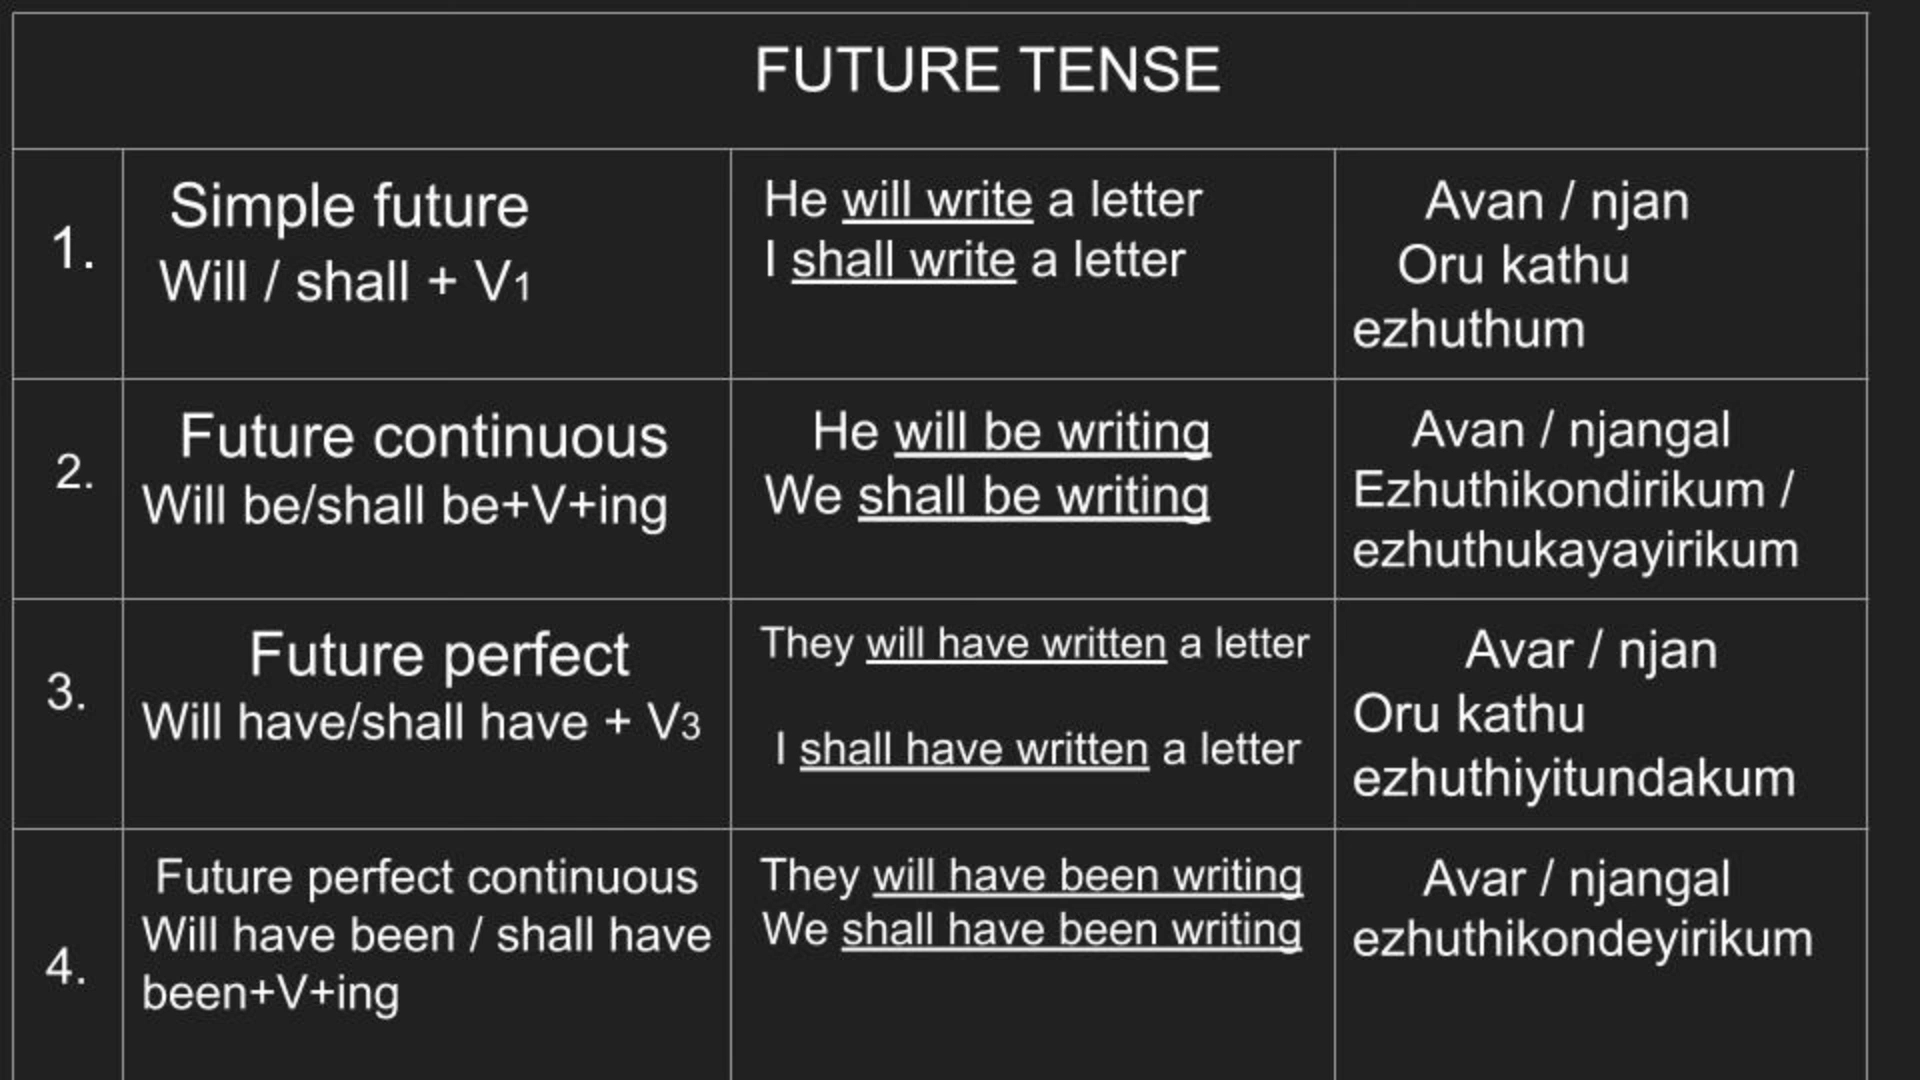 FUTURE TENSE
1.
Simple future
Will / shall + V1
He will write a letter
I shall write a letter
Avan / njan
Oru kathu
ezhuthum
2.
Future continuous
Will be/shall be+V+ing
He will be writing
We shall be writing
Avan / njangal
Ezhuthikondirikum /
ezhuthukayayirikum
3.
Future perfect
Will have/shall have + V3
They will have written a letter
I shall have written a letter
Avar / njan
Oru kathu
ezhuthiyitundakum
4.
Future perfect continuous
Will have been / shall have
been+V+ing
They will have been writing
We shall have been writing
Avar / njangal
ezhuthikondeyirikum